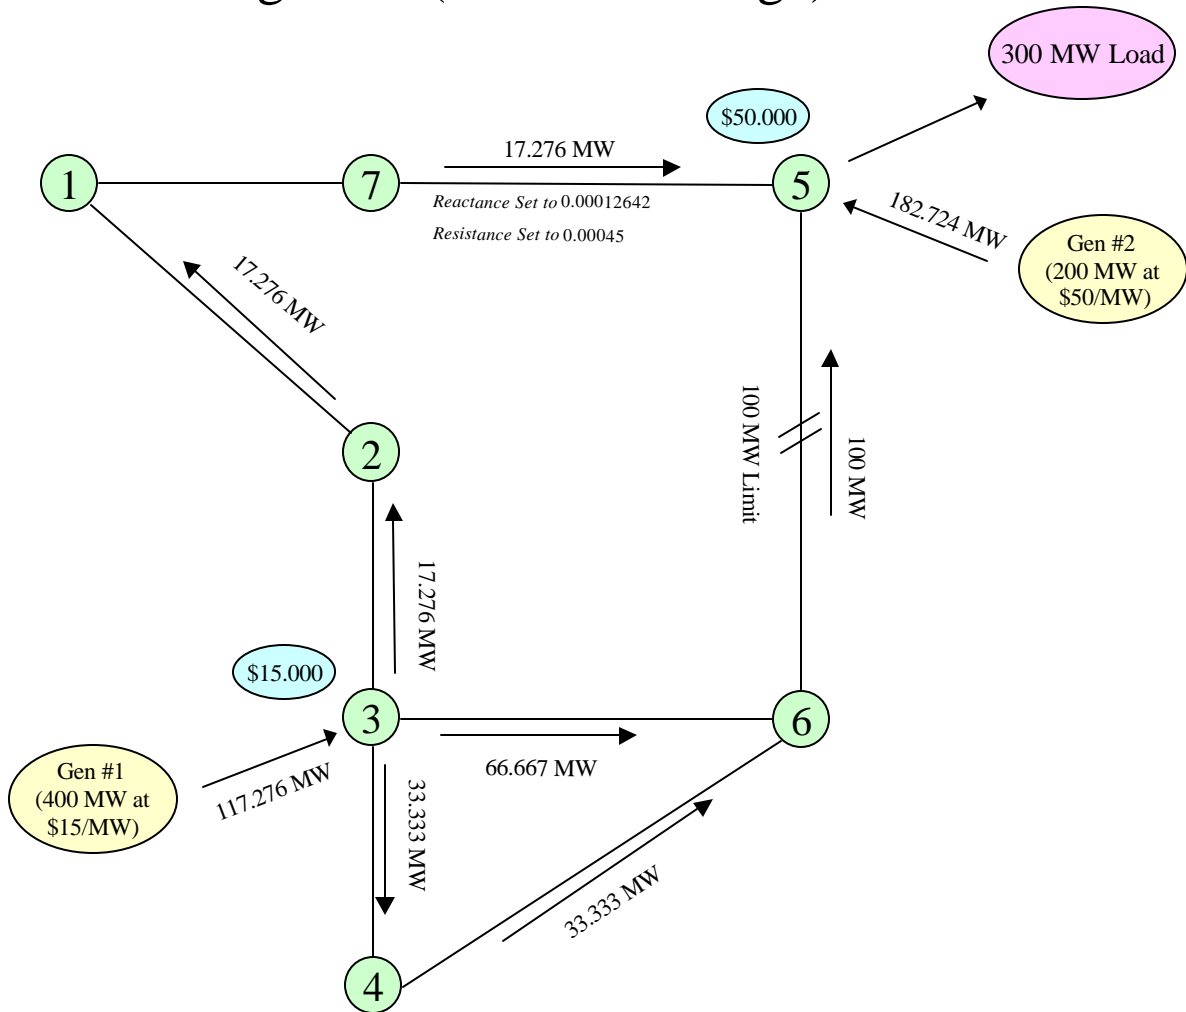 300 MW Load
$50.000
17.276 MW
1
7
5
Reactance Set to 0.00012642
Resistance Set to 0.00045
182.724 MW
Gen #2
(200 MW at
$50/MW)
17.276 MW
100 MW Limit
100 MW
2
17.276 MW
$15.000
3
6
66.667 MW
Gen #1
(400 MW at
$15/MW)
117.276 MW
33.333 MW
33.333 MW
4